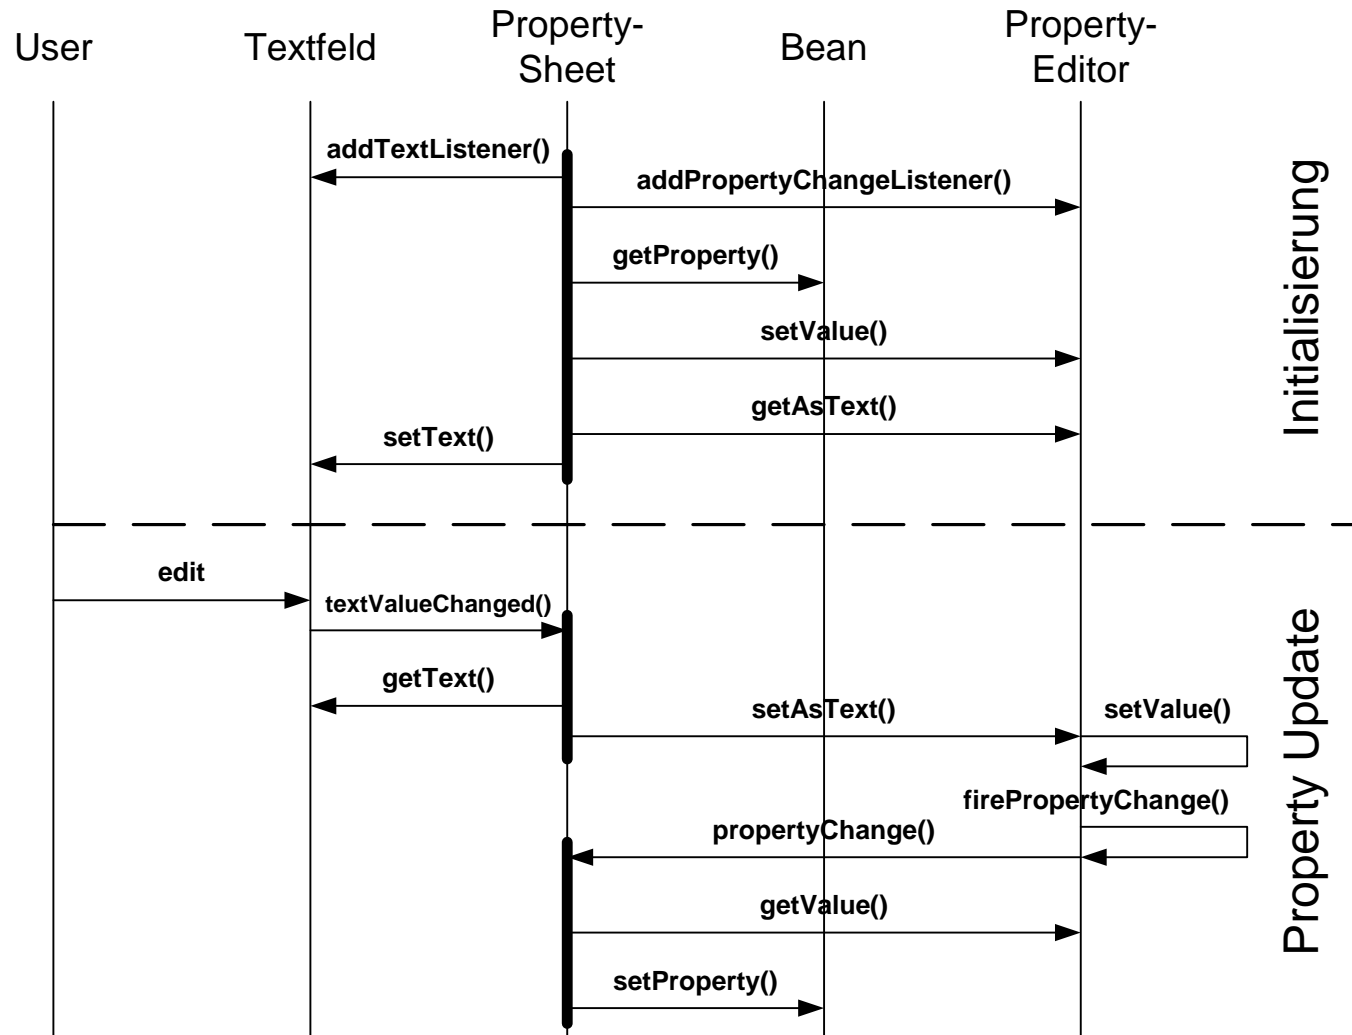 User
Textfeld
Property-
Sheet
Bean
Property-
Editor
addTextListener()
addPropertyChangeListener()
getProperty()
setValue()
getAsText()
setText()
Initialisierung
edit
textValueChanged()
getText()
setAsText()
setValue()
firePropertyChange()
propertyChange()
getValue()
setProperty()
Property Update